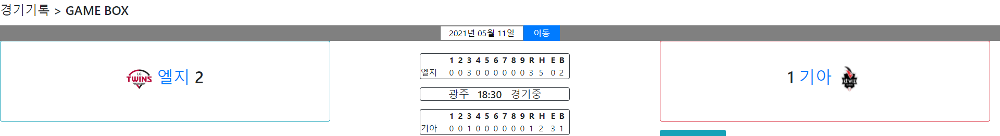 경기기록 > GAME BOX
2021년 05월 11일 이동
LG TWINS 엘지 2
1 2 3 4 5 6 7 8 9 R H E B
엘지 0 0 3 0 0 0 0 0 0 3 5 0 2
광주 18:30 경기중
1 2 3 4 5 6 7 8 9 R H E B
기아 0 0 1 0 0 0 0 0 0 1 2 3 1
1 기아 kt wiz